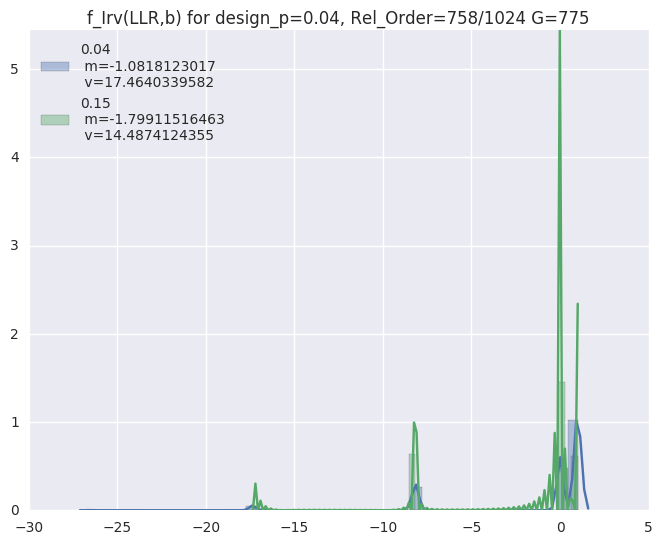 f_Irv(LLR,b) for design_p=0.04, Rel_Order=758/1024 G=775
0.04
m=-1.0818123017
v=17.4640339582
0.15
m=-1.79911516463
v=14.4874124355
5
4
3
2
1
0
−30 −25 −20 −15 −10 −5 0 5